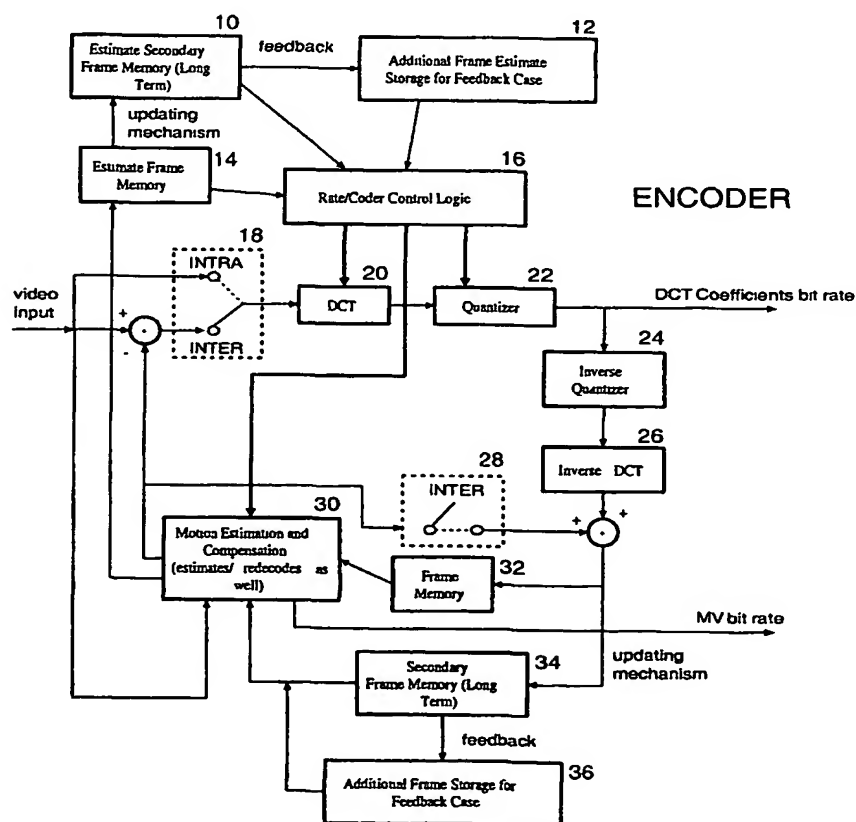 10
Estimate Secondary
Frame Memory (Long
Term)
feedback
12
Additional Frame Estimate
Storage for Feedback Case
updating
mechanism
14
Estimate Frame
Memory
16
Rate/Coder Control Logic
ENCODER
18
INTRA
INTER
20
DCT
22
Quantizer
DCT Coefficients bit rate
video
Input
+
-
24
Inverse
Quantizer
26
Inverse DCT
28
INTER
+
+
30
Motion Estimation and
Compensation
(estimates/ redecodes as
well)
32
Frame
Memory
MV bit rate
updating
mechanism
34
Secondary
Frame Memory (Long
Term)
feedback
36
Additional Frame Storage for
Feedback Case